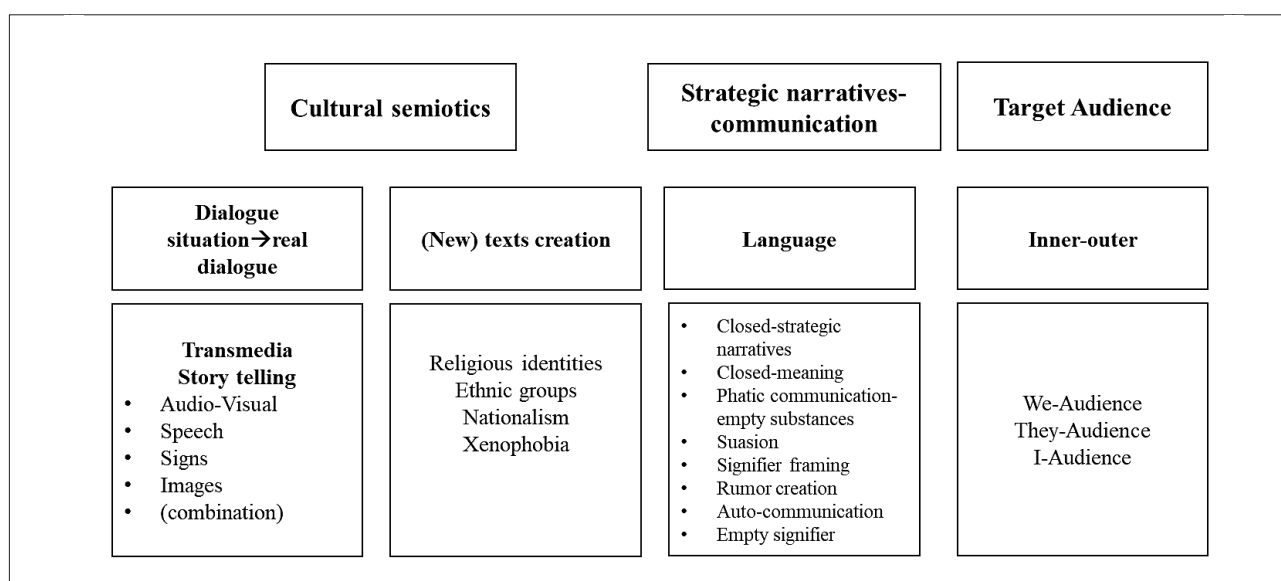 Cultural semiotics
Strategic narratives-
communication
Target Audience
Dialogue
situation→real
dialogue
(New) texts creation
Language
Inner-outer
Transmedia
Story telling
• Audio-Visual
• Speech
• Signs
• Images
• (combination)
Religious identities
Ethnic groups
Nationalism
Xenophobia
• Closed-strategic
narratives
• Closed-meaning
• Phatic communication-
empty substances
• Suasion
• Signifier framing
• Rumor creation
• Auto-communication
• Empty signifier
We-Audience
They-Audience
I-Audience